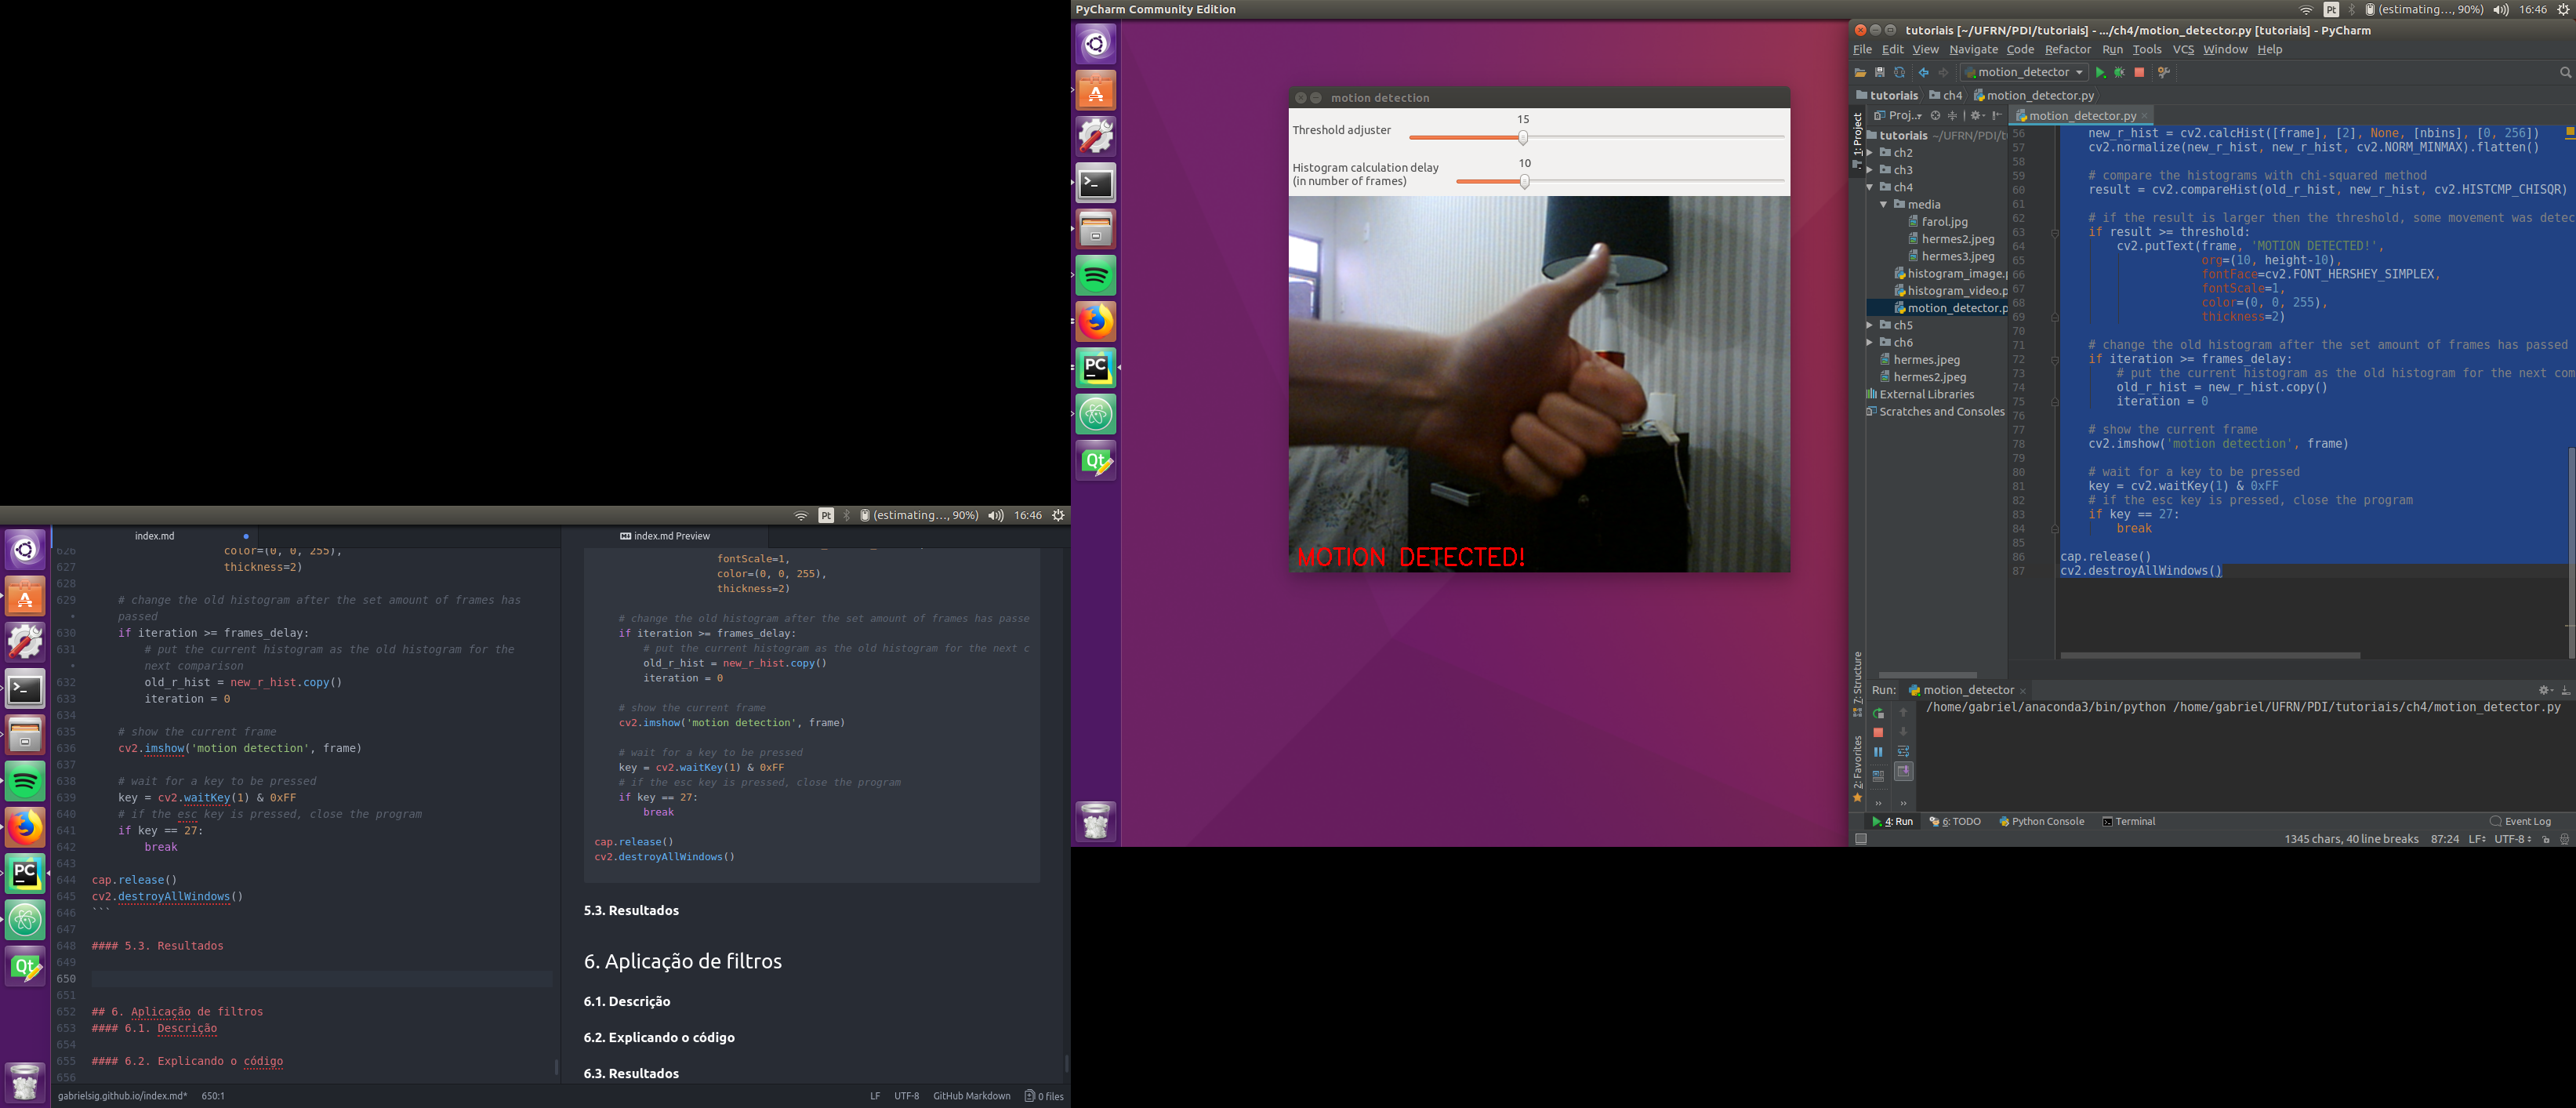 PyCharm Community Edition
Pt
(estimating..., 90%)
16:46
motion detection
Threshold adjuster
15
Histogram calculation delay
(in number of frames)
10
MOTION DETECTED!
tutoriais [~/UFRN/PDI/tutoriais] - .../ch4/motion_detector.py [tutoriais] - PyCharm
File Edit View Navigate Code Refactor Run Tools VCS Window Help
motion_detector
tutoriais ch4 motion_detector.py
1: Project
Proj..
motion_detector.py
tutoriais ~/UFRN/PDI/t
ch2
ch3
ch4
media
farol.jpg
hermes2.jpeg
hermes3.jpeg
histogram_image.p
histogram_video.p
motion_detector.p
ch5
ch6
hermes.jpeg
hermes2.jpeg
External Libraries
Scratches and Consoles
56 new_r_hist = cv2.calcHist([frame], [2], None, [nbins], [0, 256])
57 cv2.normalize(new_r_hist, new_r_hist, cv2.NORM_MINMAX).flatten()
58
59 # compare the histograms with chi-squared method
60 result = cv2.compareHist(old_r_hist, new_r_hist, cv2.HISTCMP_CHISQR)
61
62 # if the result is larger then the threshold, some movement was detec
63 if result >= threshold:
64 cv2.putText(frame, 'MOTION DETECTED!',
65 org=(10, height-10),
66 fontFace=cv2.FONT_HERSHEY_SIMPLEX,
67 fontScale=1,
68 color=(0, 0, 255),
69 thickness=2)
70
71 # change the old histogram after the set amount of frames has passed
72 if iteration >= frames_delay:
73 # put the current histogram as the old histogram for the next com
74 old_r_hist = new_r_hist.copy()
75 iteration = 0
76
77 # show the current frame
78 cv2.imshow('motion detection', frame)
79
80 # wait for a key to be pressed
81 key = cv2.waitKey(1) & 0xFF
82 # if the esc key is pressed, close the program
83 if key == 27:
84 break
85
86 cap.release()
87 cv2.destroyAllWindows()
7: Structure
2: Favorites
Run: motion_detector
/home/gabriel/anaconda3/bin/python /home/gabriel/UFRN/PDI/tutoriais/ch4/motion_detector.py
4: Run 6: TODO Python Console Terminal Event Log
1345 chars, 40 line breaks 87:24 LF UTF-8
Pt
(estimating..., 90%)
16:46
index.md
626 color=(0, 0, 255),
627 thickness=2)
628
629 # change the old histogram after the set amount of frames has
passed
630 if iteration >= frames_delay:
631 # put the current histogram as the old histogram for the
next comparison
632 old_r_hist = new_r_hist.copy()
633 iteration = 0
634
635 # show the current frame
636 cv2.imshow('motion detection', frame)
637
638 # wait for a key to be pressed
639 key = cv2.waitKey(1) & 0xFF
640 # if the esc key is pressed, close the program
641 if key == 27:
642 break
643
644 cap.release()
645 cv2.destroyAllWindows()
646 ```
647
648 #### 5.3. Resultados
649
650
651
652 ## 6. Aplicação de filtros
653 #### 6.1. Descrição
654
655 #### 6.2. Explicando o código
656
index.md Preview
fontScale=1,
color=(0, 0, 255),
thickness=2)
# change the old histogram after the set amount of frames has passe
if iteration >= frames_delay:
# put the current histogram as the old histogram for the next c
old_r_hist = new_r_hist.copy()
iteration = 0
# show the current frame
cv2.imshow('motion detection', frame)
# wait for a key to be pressed
key = cv2.waitKey(1) & 0xFF
# if the esc key is pressed, close the program
if key == 27:
break
cap.release()
cv2.destroyAllWindows()
5.3. Resultados
6. Aplicação de filtros
6.1. Descrição
6.2. Explicando o código
6.3. Resultados
gabrielsig.github.io/index.md* 650:1
LF UTF-8 GitHub Markdown 0 files
PC
Qt
PC
Qt